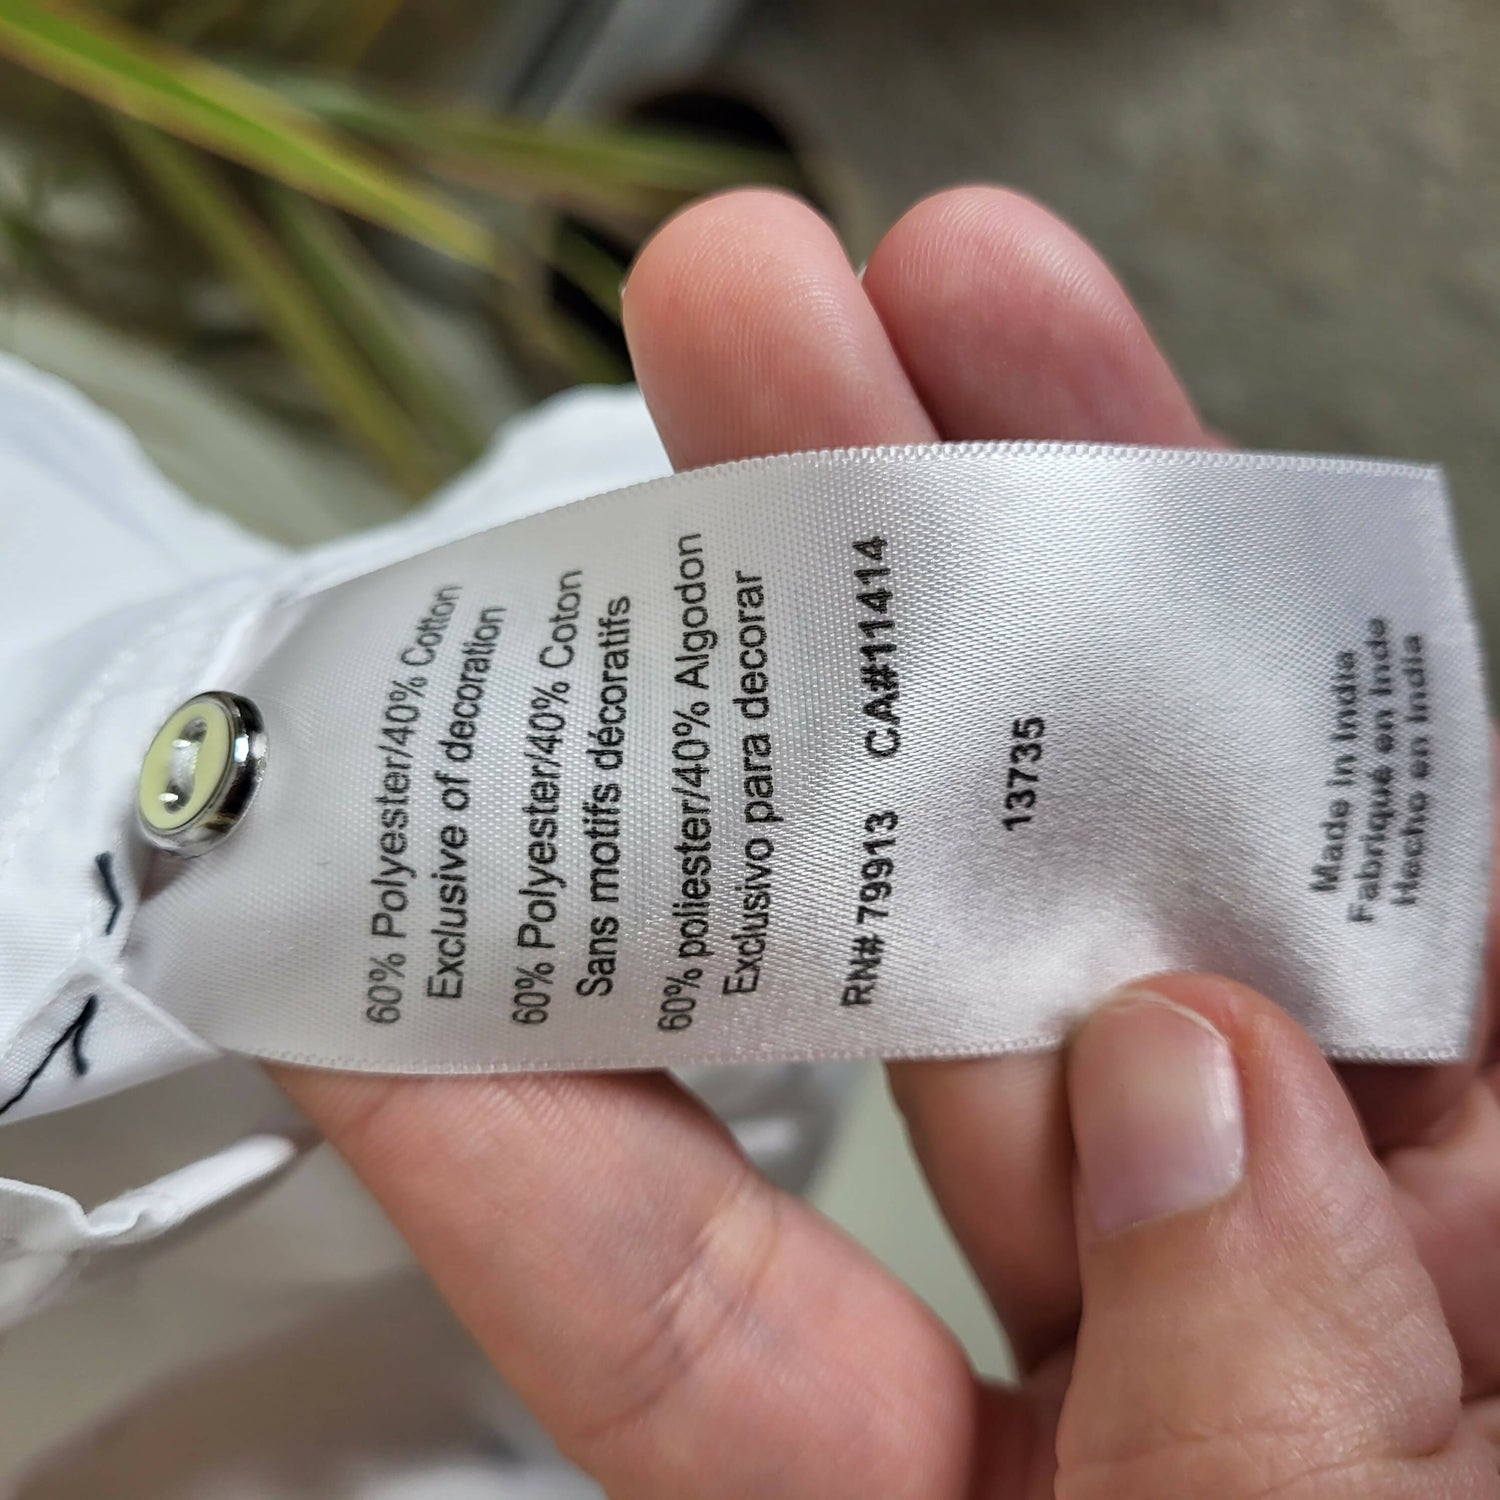 60% Polyester/40% Cotton
Exclusive of decoration
60% Polyester/40% Coton
Sans motifs décoratifs
60% poliester/40% Algodon
Exclusivo para decorar
RN# 79913 CA#11414
13735
Made in India
Fabriqué en Inde
Hecho en India